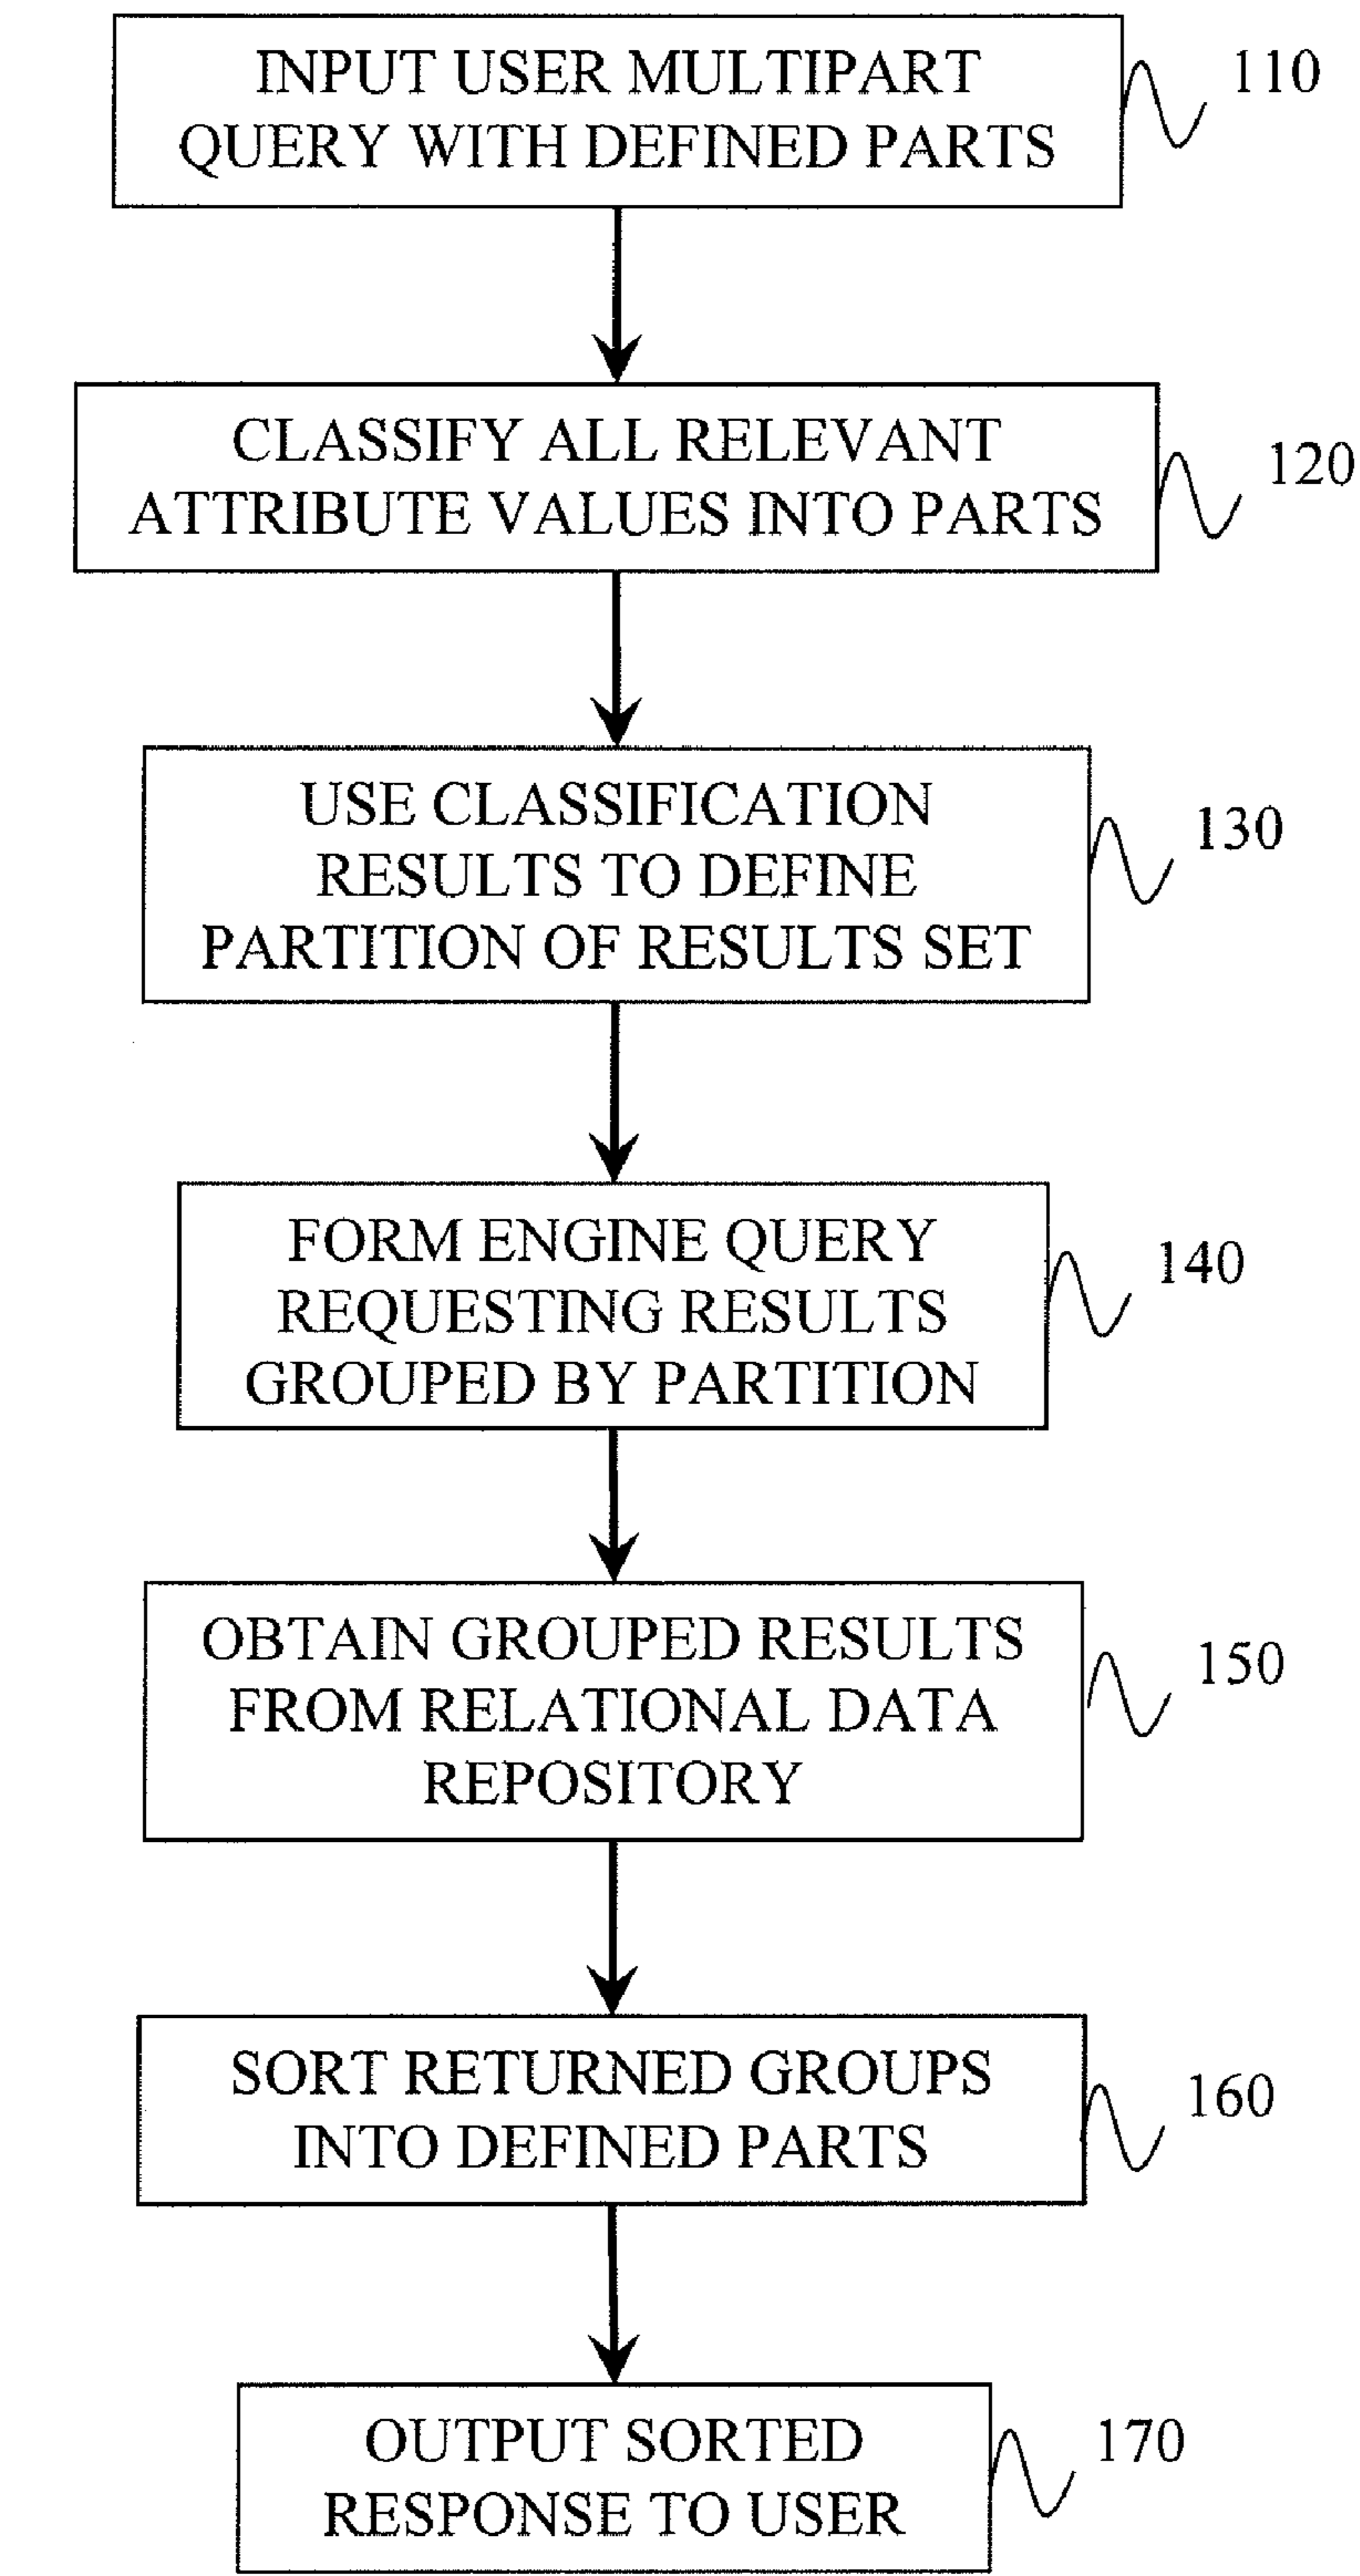 INPUT USER MULTIPART
QUERY WITH DEFINED PARTS
110
CLASSIFY ALL RELEVANT
ATTRIBUTE VALUES INTO PARTS
120
USE CLASSIFICATION
RESULTS TO DEFINE
PARTITION OF RESULTS SET
130
FORM ENGINE QUERY
REQUESTING RESULTS
GROUPED BY PARTITION
140
OBTAIN GROUPED RESULTS
FROM RELATIONAL DATA
REPOSITORY
150
SORT RETURNED GROUPS
INTO DEFINED PARTS
160
OUTPUT SORTED
RESPONSE TO USER
170